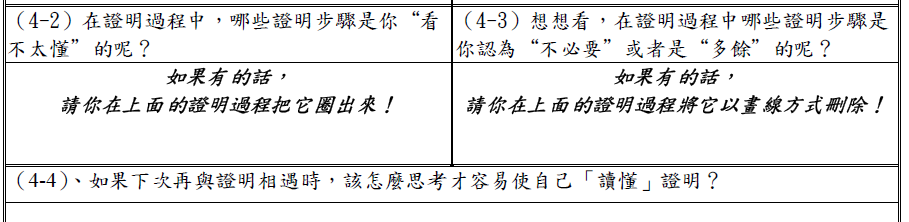 （4-2）在證明過程中，哪些證明步驟是你“看
不太懂”的呢？
如果有的話，
請你在上面的證明過程把它圈出來！
（4-3）想想看，在證明過程中哪些證明步驟是
你認為“不必要”或者是“多餘”的呢？
如果有的話，
請你在上面的證明過程將它以畫線方式刪除！
（4-4）、如果下次再與證明相遇時，該怎麼思考才容易使自己「讀懂」證明？